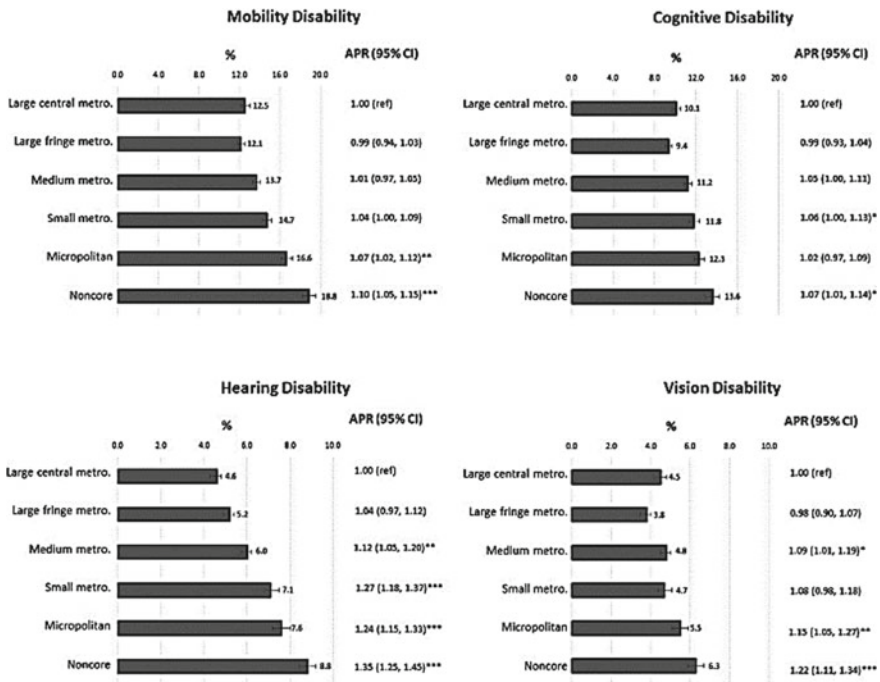 Mobility Disability
% APR (95% CI)
0.0 4.0 8.0 12.0 16.0 20.0
Large central metro. 12.5 1.00 (ref)
Large fringe metro. 12.1 0.99 (0.94, 1.03)
Medium metro. 13.7 1.01 (0.97, 1.05)
Small metro. 14.7 1.04 (1.00, 1.09)
Micropolitan 16.6 1.07 (1.02, 1.12)**
Noncore 18.8 1.10 (1.05, 1.15)***
Cognitive Disability
% APR (95% CI)
0.0 4.0 8.0 12.0 16.0 20.0
Large central metro. 10.1 1.00 (ref)
Large fringe metro. 9.4 0.99 (0.93, 1.04)
Medium metro. 11.2 1.05 (1.00, 1.11)
Small metro. 11.8 1.06 (1.00, 1.13)*
Micropolitan 12.3 1.02 (0.97, 1.09)
Noncore 13.6 1.07 (1.01, 1.14)*
Hearing Disability
% APR (95% CI)
0.0 2.0 4.0 6.0 8.0 10.0
Large central metro. 4.6 1.00 (ref)
Large fringe metro. 5.2 1.04 (0.97, 1.12)
Medium metro. 6.0 1.12 (1.05, 1.20)**
Small metro. 7.1 1.27 (1.18, 1.37)***
Micropolitan 7.6 1.24 (1.15, 1.33)***
Noncore 8.8 1.35 (1.25, 1.45)***
Vision Disability
% APR (95% CI)
0.0 2.0 4.0 6.0 8.0 10.0
Large central metro. 4.5 1.00 (ref)
Large fringe metro. 3.8 0.98 (0.90, 1.07)
Medium metro. 4.8 1.09 (1.01, 1.19)*
Small metro. 4.7 1.08 (0.98, 1.18)
Micropolitan 5.5 1.15 (1.05, 1.27)**
Noncore 6.3 1.22 (1.11, 1.34)***